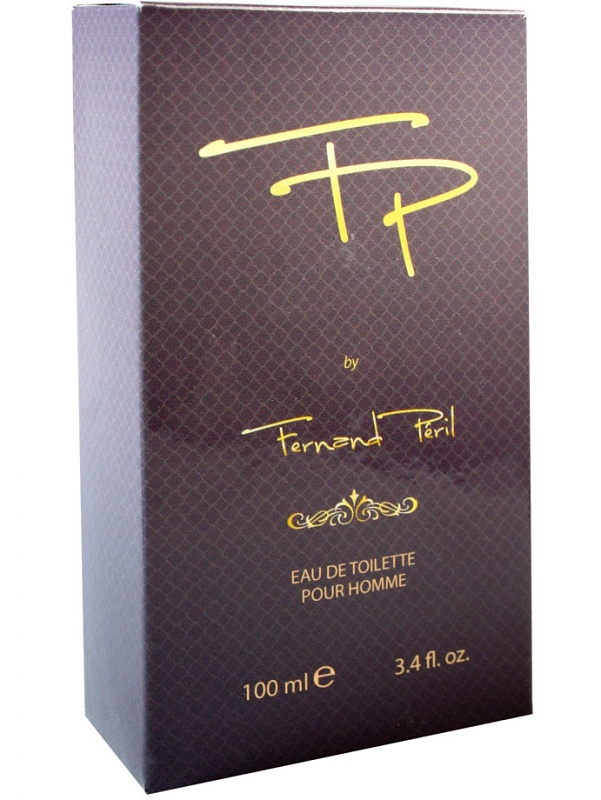 FP
by
Fernand Péril
EAU DE TOILETTE
POUR HOMME
100 ml e 3.4 fl. oz.